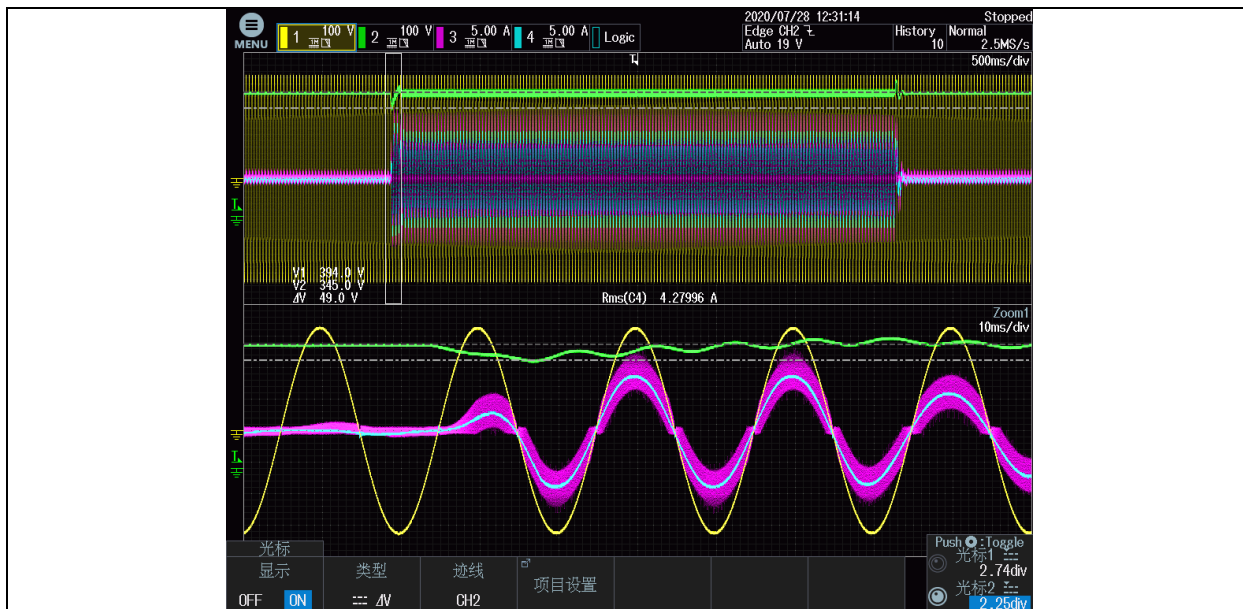 2020/07/28 12:31:14 Stopped
MENU 1 100 V 2 100 V 3 5.00 A 4 5.00 A Logic Edge CH2 History 10 Normal
Auto 19 V 2.5MS/s
500ms/div
T
V1 394.0 V
V2 345.0 V
ΔV 49.0 V
Rms(C4) 4.27996 A
Zoom1
10ms/div
T
光标
显示
OFF ON
类型
ΔV
迹线
CH2
项目设置
Push :Toggle
光标1
2.74div
光标2
2.25div